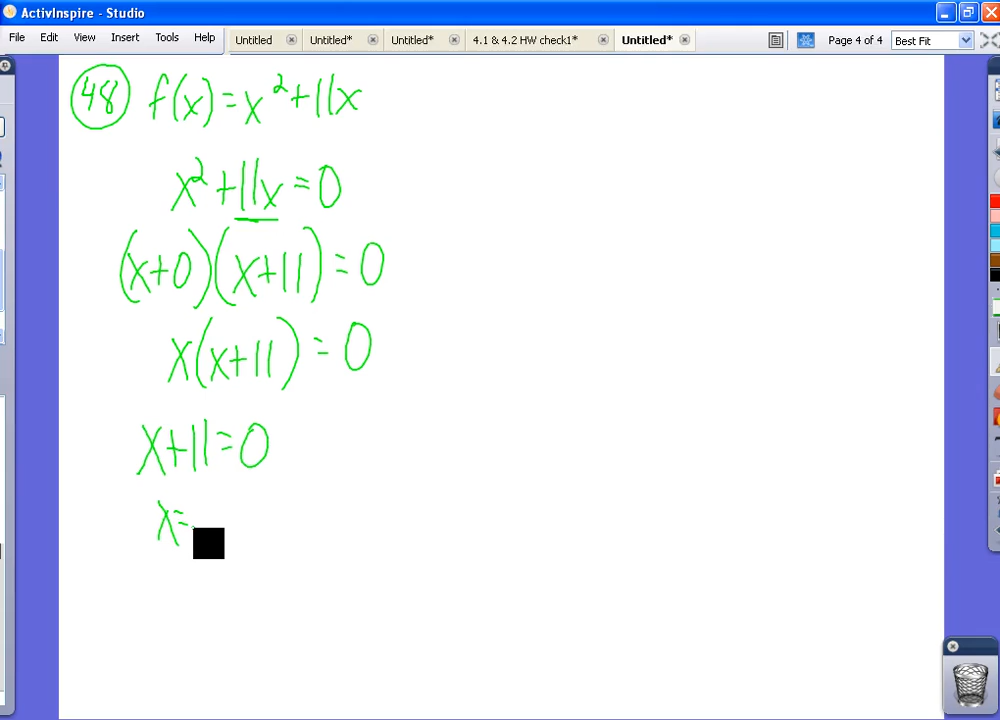 ActivInspire - Studio
File Edit View Insert Tools Help Untitled Untitled* Untitled* 4.1 & 4.2 HW check1* Untitled* Page 4 of 4 Best Fit
48 f(x)=x²+11x
x²+11x=0
(x+0)(x+11)=0
x(x+11)=0
x+11=0
x=